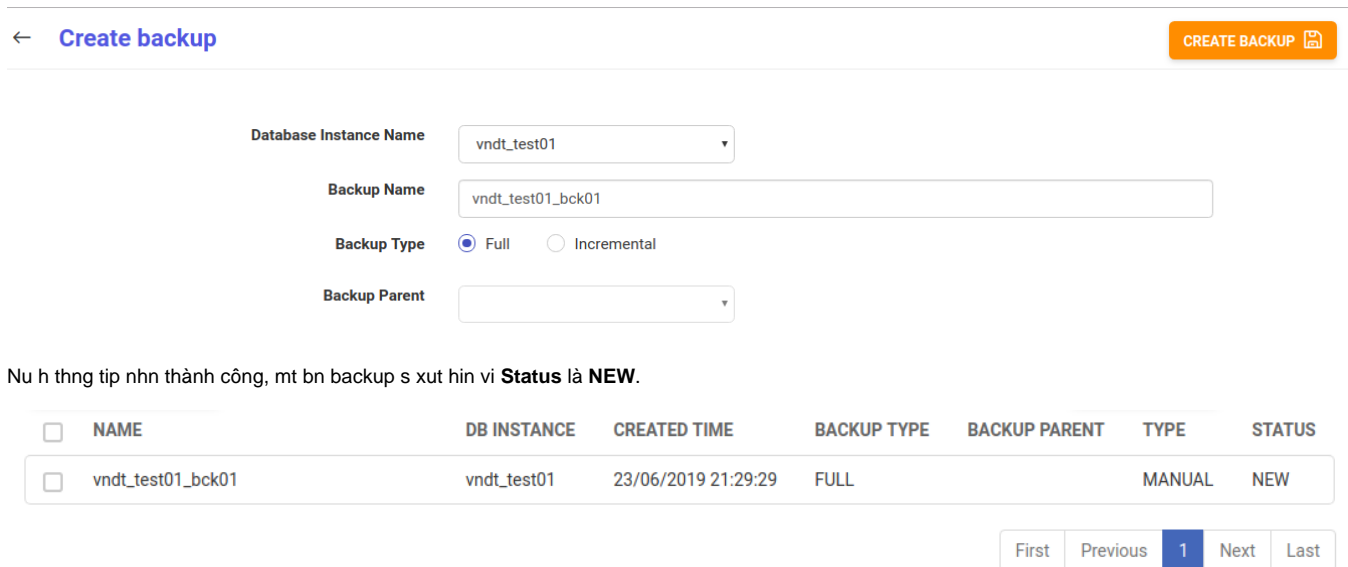 ← Create backup CREATE BACKUP
Database Instance Name vndt_test01
Backup Name vndt_test01_bck01
Backup Type Full Incremental
Backup Parent
Nu h thng tip nhn thành công, mt bn backup s xut hin vi Status là NEW.
NAME DB INSTANCE CREATED TIME BACKUP TYPE BACKUP PARENT TYPE STATUS
vndt_test01_bck01 vndt_test01 23/06/2019 21:29:29 FULL MANUAL NEW
First Previous 1 Next Last